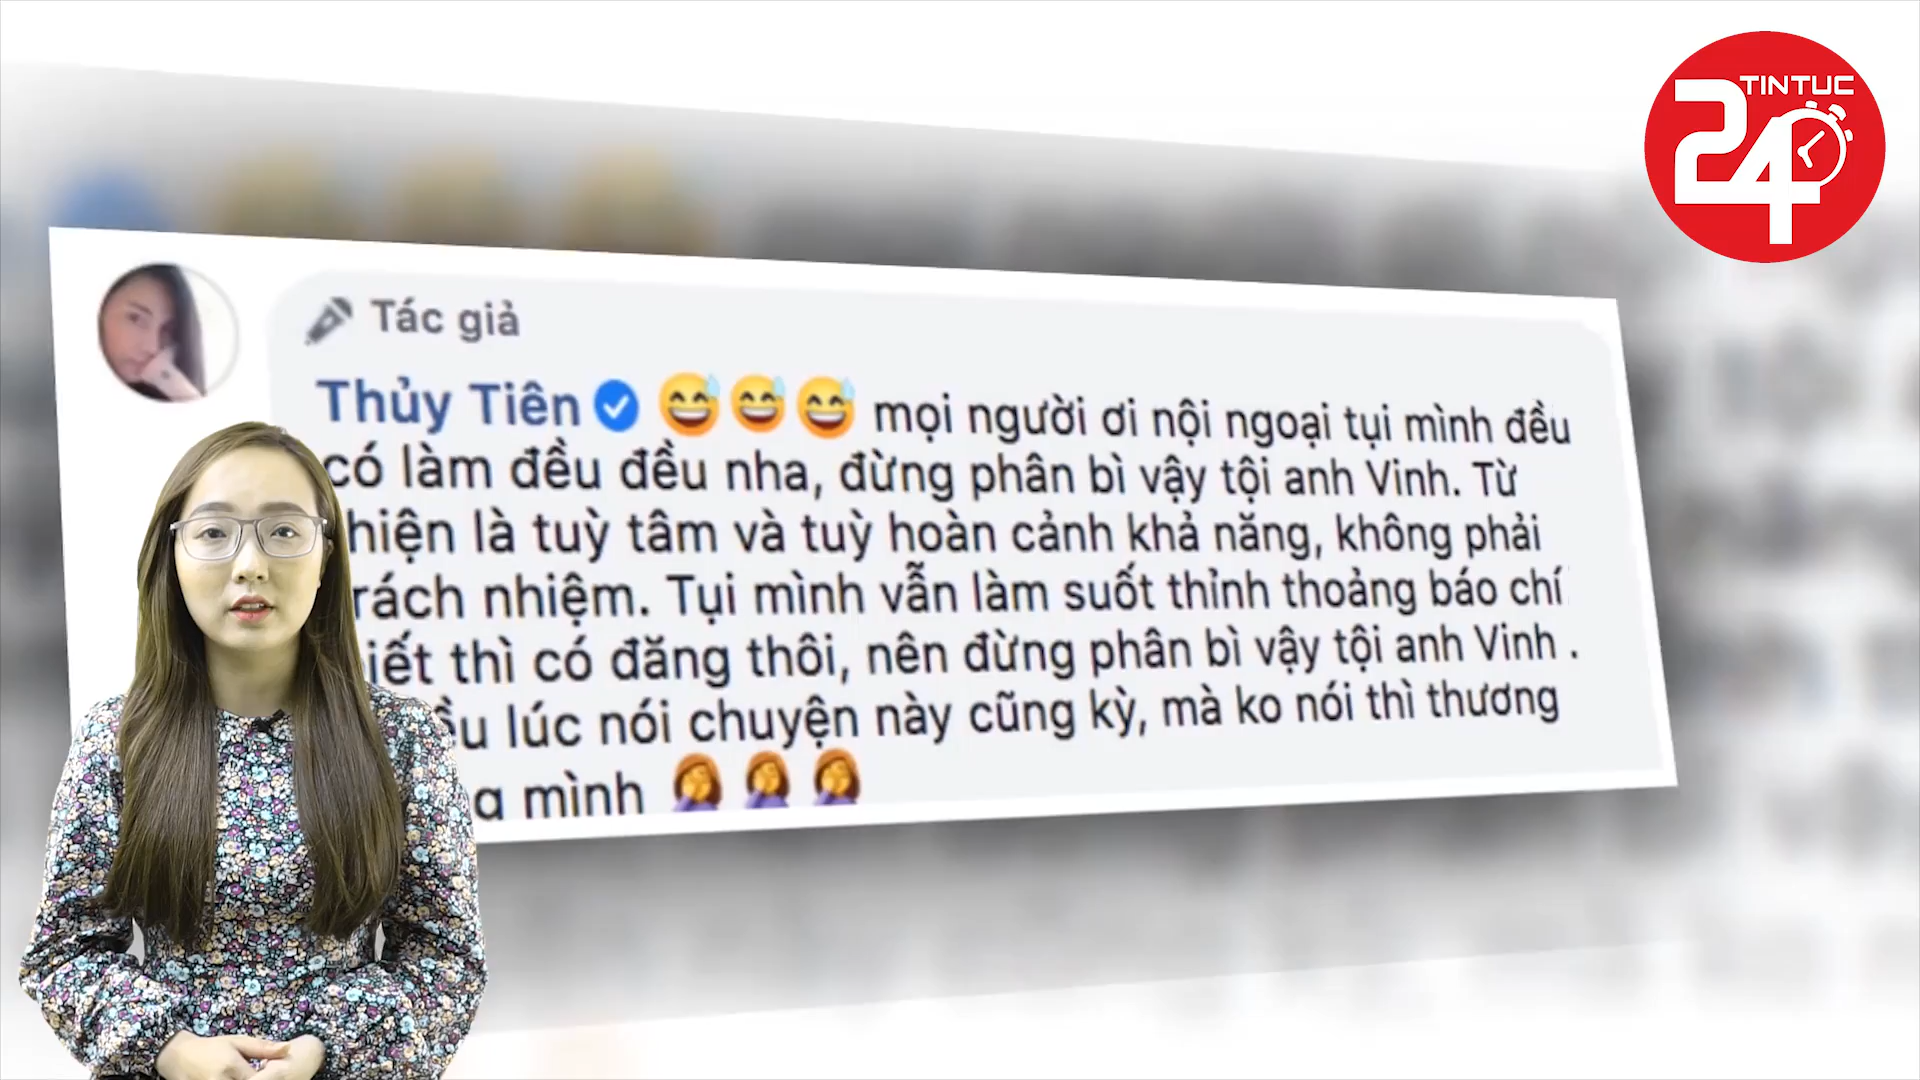 TINTUC
24
Tác giả
Thủy Tiên 😅😅😅 mọi người ơi nội ngoại tụi mình đều
có làm đều đều nha, đừng phân bì vậy tội anh Vinh. Từ
là tuỳ tâm và tuỳ hoàn cảnh khả năng, không phải
nhiệm. Tụi mình vẫn làm suốt thỉnh thoảng báo chí
thì có đăng thôi, nên đừng phân bì vậy tội anh Vinh .
lúc nói chuyện này cũng kỳ, mà ko nói thì thương
mình 🤦‍♀️🤦‍♀️🤦‍♀️